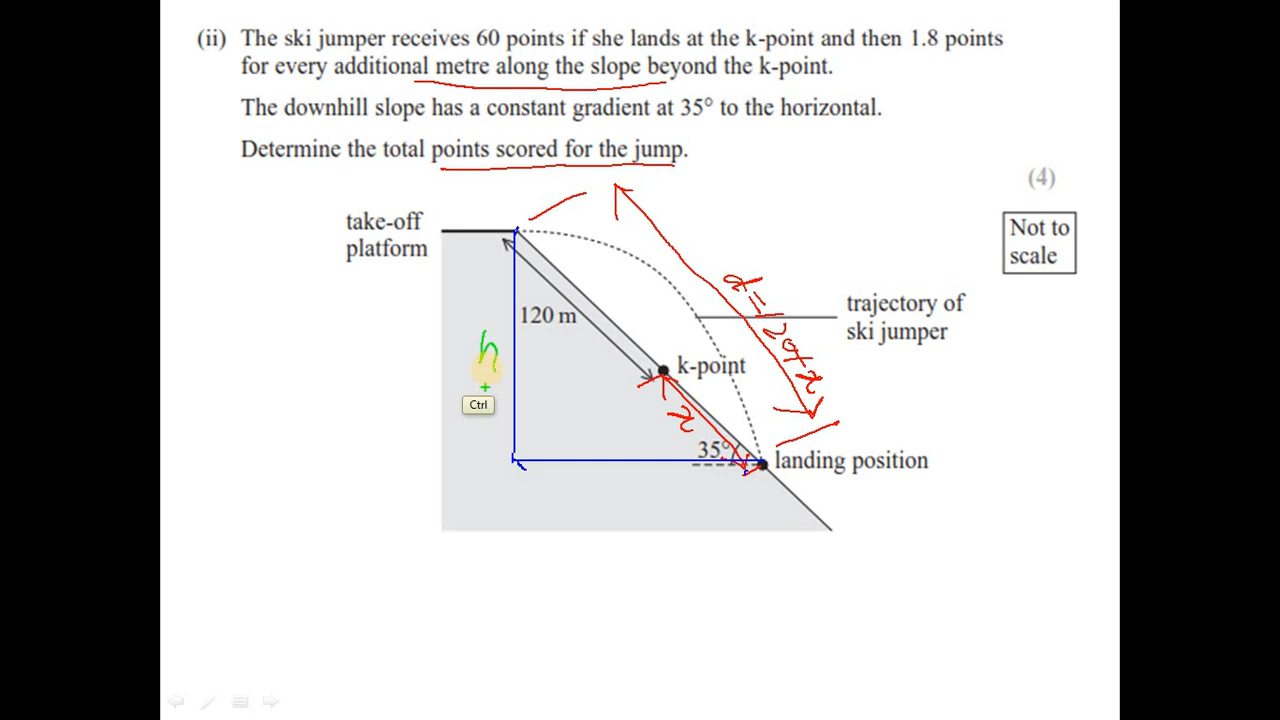 (ii) The ski jumper receives 60 points if she lands at the k-point and then 1.8 points
for every additional metre along the slope beyond the k-point.
The downhill slope has a constant gradient at 35° to the horizontal.
Determine the total points scored for the jump.
(4)
take-off
platform
Not to
scale
120 m
d=120+x
trajectory of
ski jumper
h
k-point
Ctrl
x
35°
landing position